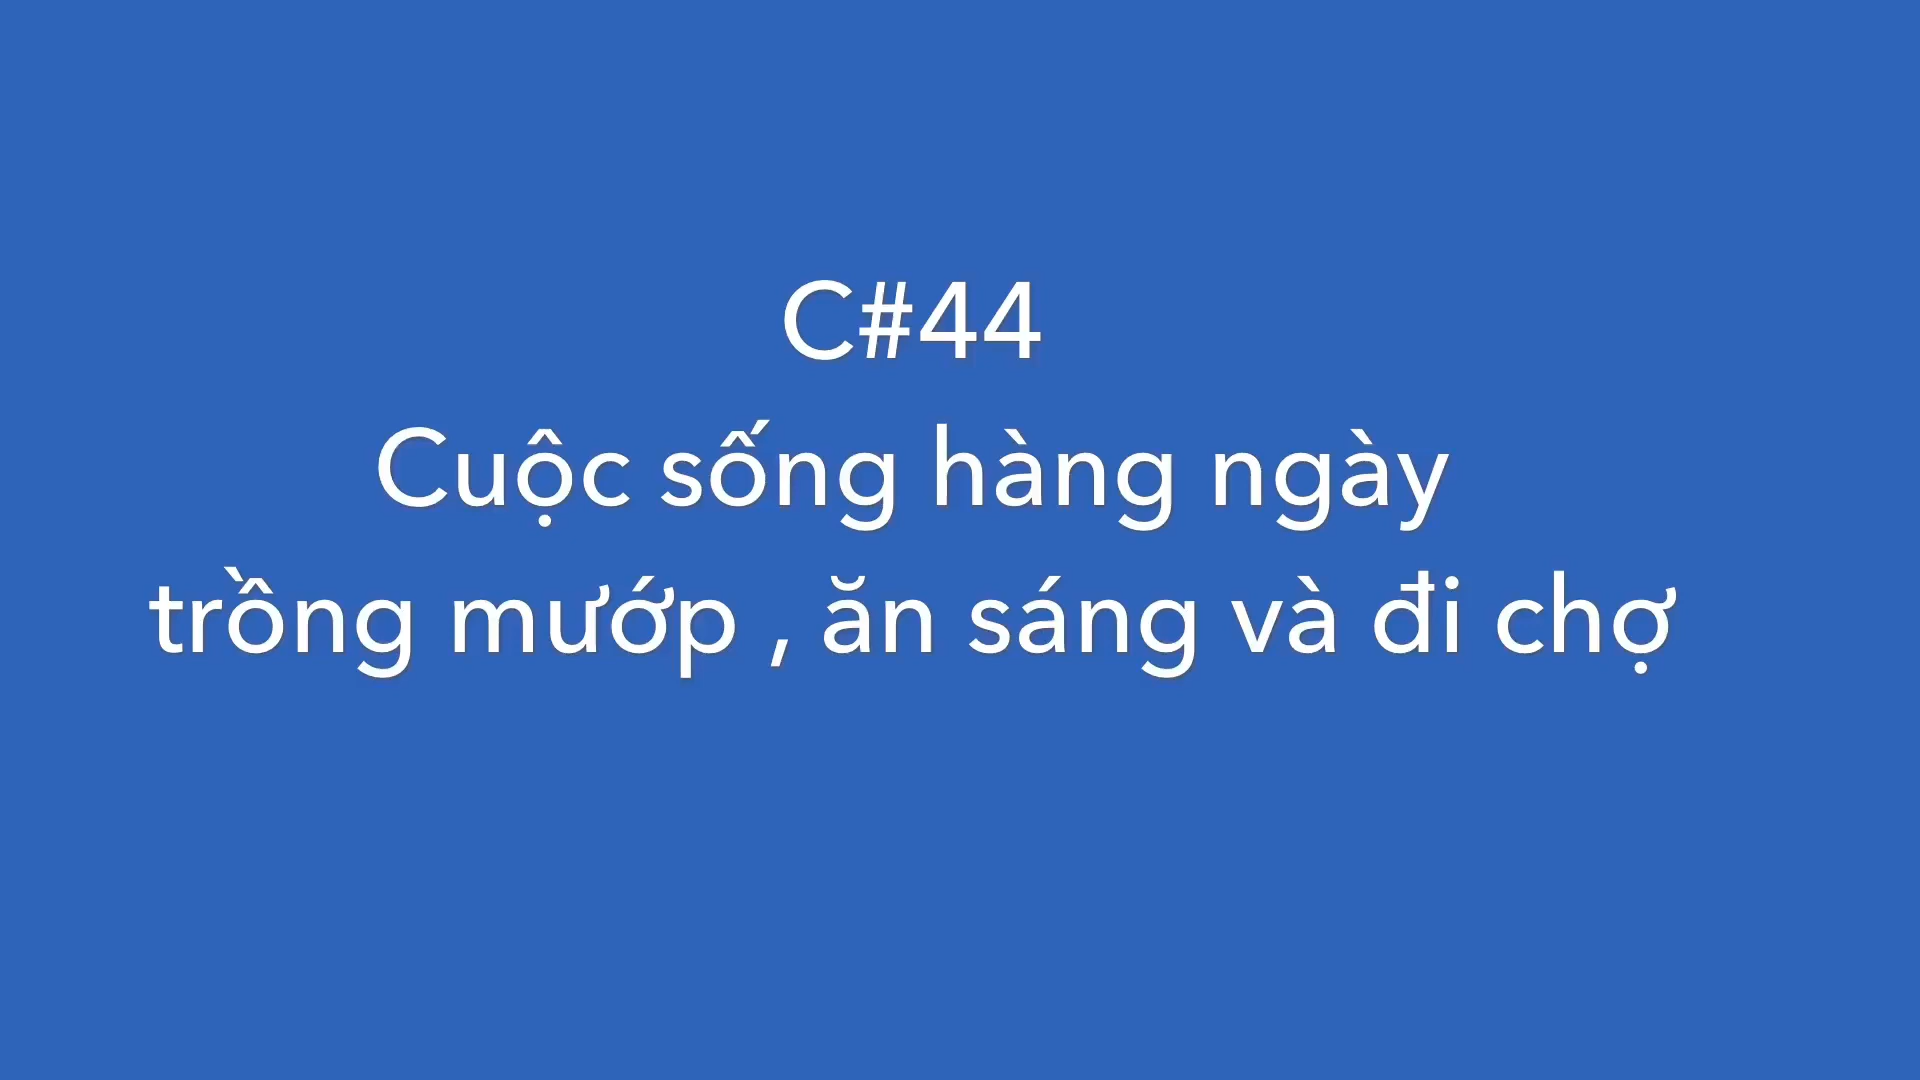 C#44
Cuộc sống hàng ngày
trồng mướp , ăn sáng và đi chợ